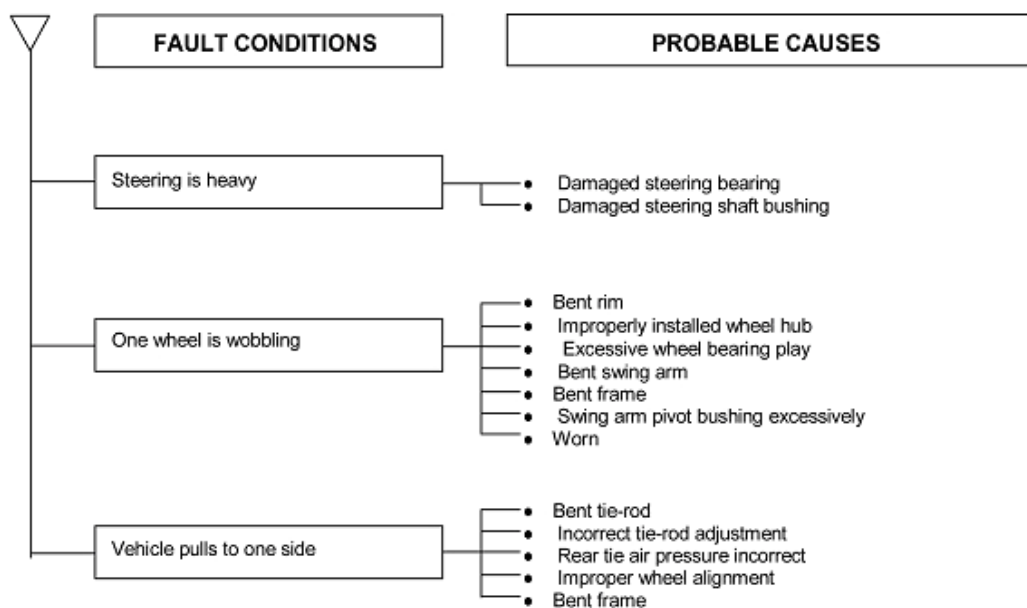 FAULT CONDITIONS
PROBABLE CAUSES
Steering is heavy
Damaged steering bearing
Damaged steering shaft bushing
One wheel is wobbling
Bent rim
Improperly installed wheel hub
Excessive wheel bearing play
Bent swing arm
Bent frame
Swing arm pivot bushing excessively
Worn
Vehicle pulls to one side
Bent tie-rod
Incorrect tie-rod adjustment
Rear tie air pressure incorrect
Improper wheel alignment
Bent frame